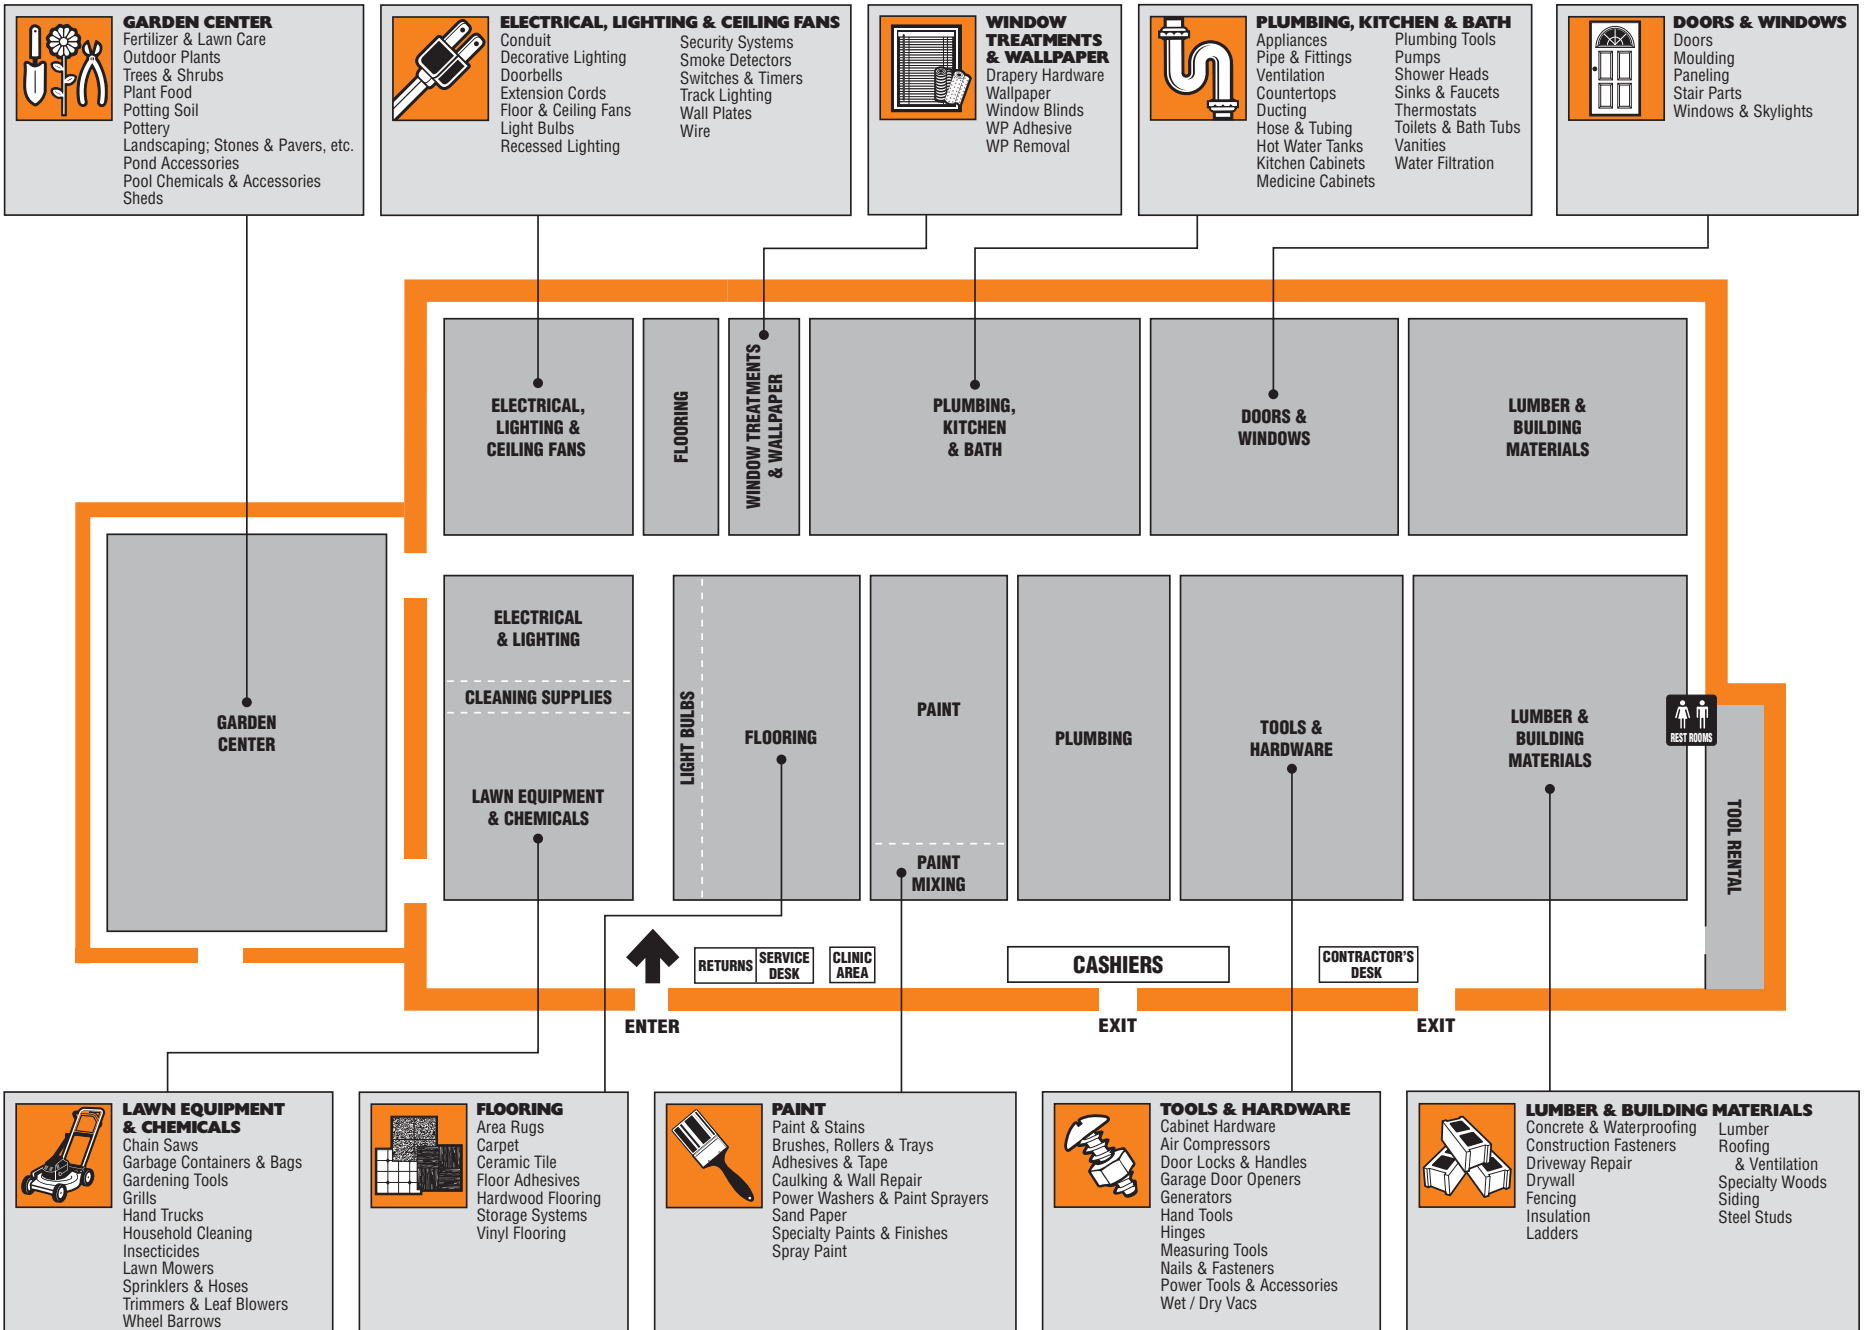 GARDEN CENTER
Fertilizer & Lawn Care
Outdoor Plants
Trees & Shrubs
Plant Food
Potting Soil
Pottery
Landscaping; Stones & Pavers, etc.
Pond Accessories
Pool Chemicals & Accessories
Sheds
ELECTRICAL, LIGHTING & CEILING FANS
Conduit
Decorative Lighting
Doorbells
Extension Cords
Floor & Ceiling Fans
Light Bulbs
Recessed Lighting
Security Systems
Smoke Detectors
Switches & Timers
Track Lighting
Wall Plates
Wire
WINDOW
TREATMENTS
& WALLPAPER
Drapery Hardware
Wallpaper
Window Blinds
WP Adhesive
WP Removal
PLUMBING, KITCHEN & BATH
Appliances
Pipe & Fittings
Ventilation
Countertops
Ducting
Hose & Tubing
Hot Water Tanks
Kitchen Cabinets
Medicine Cabinets
Plumbing Tools
Pumps
Shower Heads
Sinks & Faucets
Thermostats
Toilets & Bath Tubs
Vanities
Water Filtration
DOORS & WINDOWS
Doors
Moulding
Paneling
Stair Parts
Windows & Skylights
ELECTRICAL,
LIGHTING &
CEILING FANS
FLOORING
WINDOW TREATMENTS
& WALLPAPER
PLUMBING,
KITCHEN
& BATH
DOORS &
WINDOWS
LUMBER &
BUILDING
MATERIALS
GARDEN
CENTER
ELECTRICAL
& LIGHTING
CLEANING SUPPLIES
LAWN EQUIPMENT
& CHEMICALS
LIGHT BULBS
FLOORING
PAINT
PAINT
MIXING
PLUMBING
TOOLS &
HARDWARE
LUMBER &
BUILDING
MATERIALS
REST ROOMS
TOOL RENTAL
RETURNS
SERVICE
DESK
CLINIC
AREA
CASHIERS
CONTRACTOR'S
DESK
ENTER
EXIT
EXIT
LAWN EQUIPMENT
& CHEMICALS
Chain Saws
Garbage Containers & Bags
Gardening Tools
Grills
Hand Trucks
Household Cleaning
Insecticides
Lawn Mowers
Sprinklers & Hoses
Trimmers & Leaf Blowers
Wheel Barrows
FLOORING
Area Rugs
Carpet
Ceramic Tile
Floor Adhesives
Hardwood Flooring
Storage Systems
Vinyl Flooring
PAINT
Paint & Stains
Brushes, Rollers & Trays
Adhesives & Tape
Caulking & Wall Repair
Power Washers & Paint Sprayers
Sand Paper
Specialty Paints & Finishes
Spray Paint
TOOLS & HARDWARE
Cabinet Hardware
Air Compressors
Door Locks & Handles
Garage Door Openers
Generators
Hand Tools
Hinges
Measuring Tools
Nails & Fasteners
Power Tools & Accessories
Wet / Dry Vacs
LUMBER & BUILDING MATERIALS
Concrete & Waterproofing
Construction Fasteners
Driveway Repair
Drywall
Fencing
Insulation
Ladders
Lumber
Roofing
& Ventilation
Specialty Woods
Siding
Steel Studs